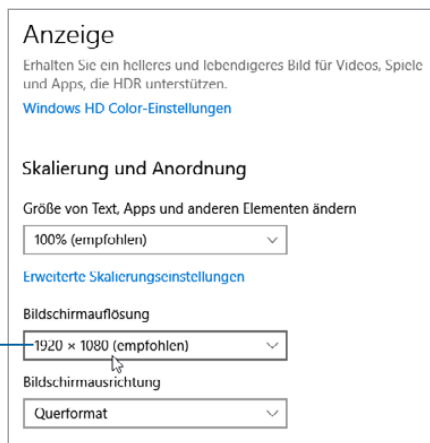 Anzeige
Erhalten Sie ein helleres und lebendigeres Bild für Videos, Spiele
und Apps, die HDR unterstützen.
Windows HD Color-Einstellungen
Skalierung und Anordnung
Größe von Text, Apps und anderen Elementen ändern
100% (empfohlen)
Erweiterte Skalierungseinstellungen
Bildschirmauflösung
1920 × 1080 (empfohlen)
Bildschirmausrichtung
Querformat